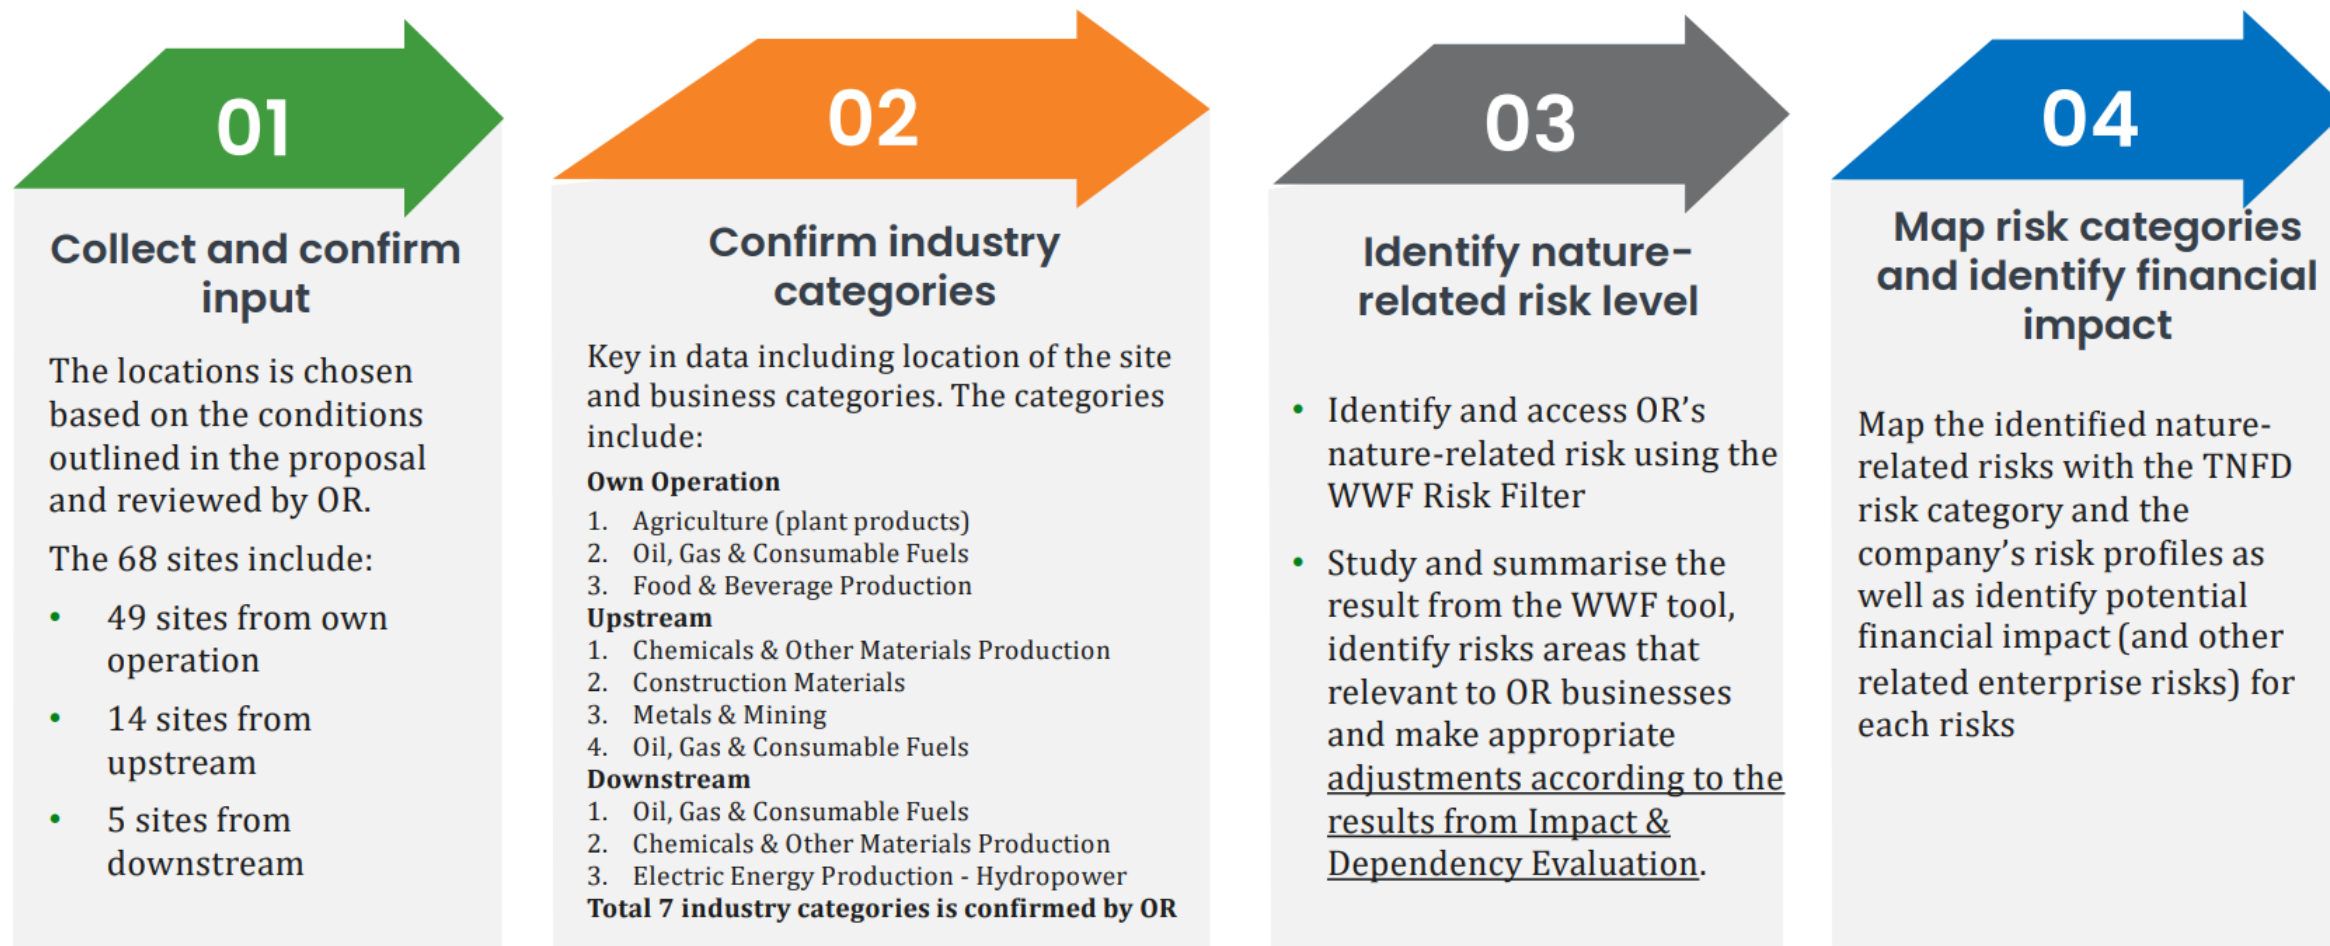 01
Collect and confirm
input
The locations is chosen
based on the conditions
outlined in the proposal
and reviewed by OR.
The 68 sites include:
• 49 sites from own
operation
• 14 sites from
upstream
• 5 sites from
downstream
02
Confirm industry
categories
Key in data including location of the site
and business categories. The categories
include:
Own Operation
1. Agriculture (plant products)
2. Oil, Gas & Consumable Fuels
3. Food & Beverage Production
Upstream
1. Chemicals & Other Materials Production
2. Construction Materials
3. Metals & Mining
4. Oil, Gas & Consumable Fuels
Downstream
1. Oil, Gas & Consumable Fuels
2. Chemicals & Other Materials Production
3. Electric Energy Production - Hydropower
Total 7 industry categories is confirmed by OR
03
Identify nature-
related risk level
• Identify and access OR’s
nature-related risk using the
WWF Risk Filter
• Study and summarise the
result from the WWF tool,
identify risks areas that
relevant to OR businesses
and make appropriate
adjustments according to the
results from Impact &
Dependency Evaluation.
04
Map risk categories
and identify financial
impact
Map the identified nature-
related risks with the TNFD
risk category and the
company’s risk profiles as
well as identify potential
financial impact (and other
related enterprise risks) for
each risks